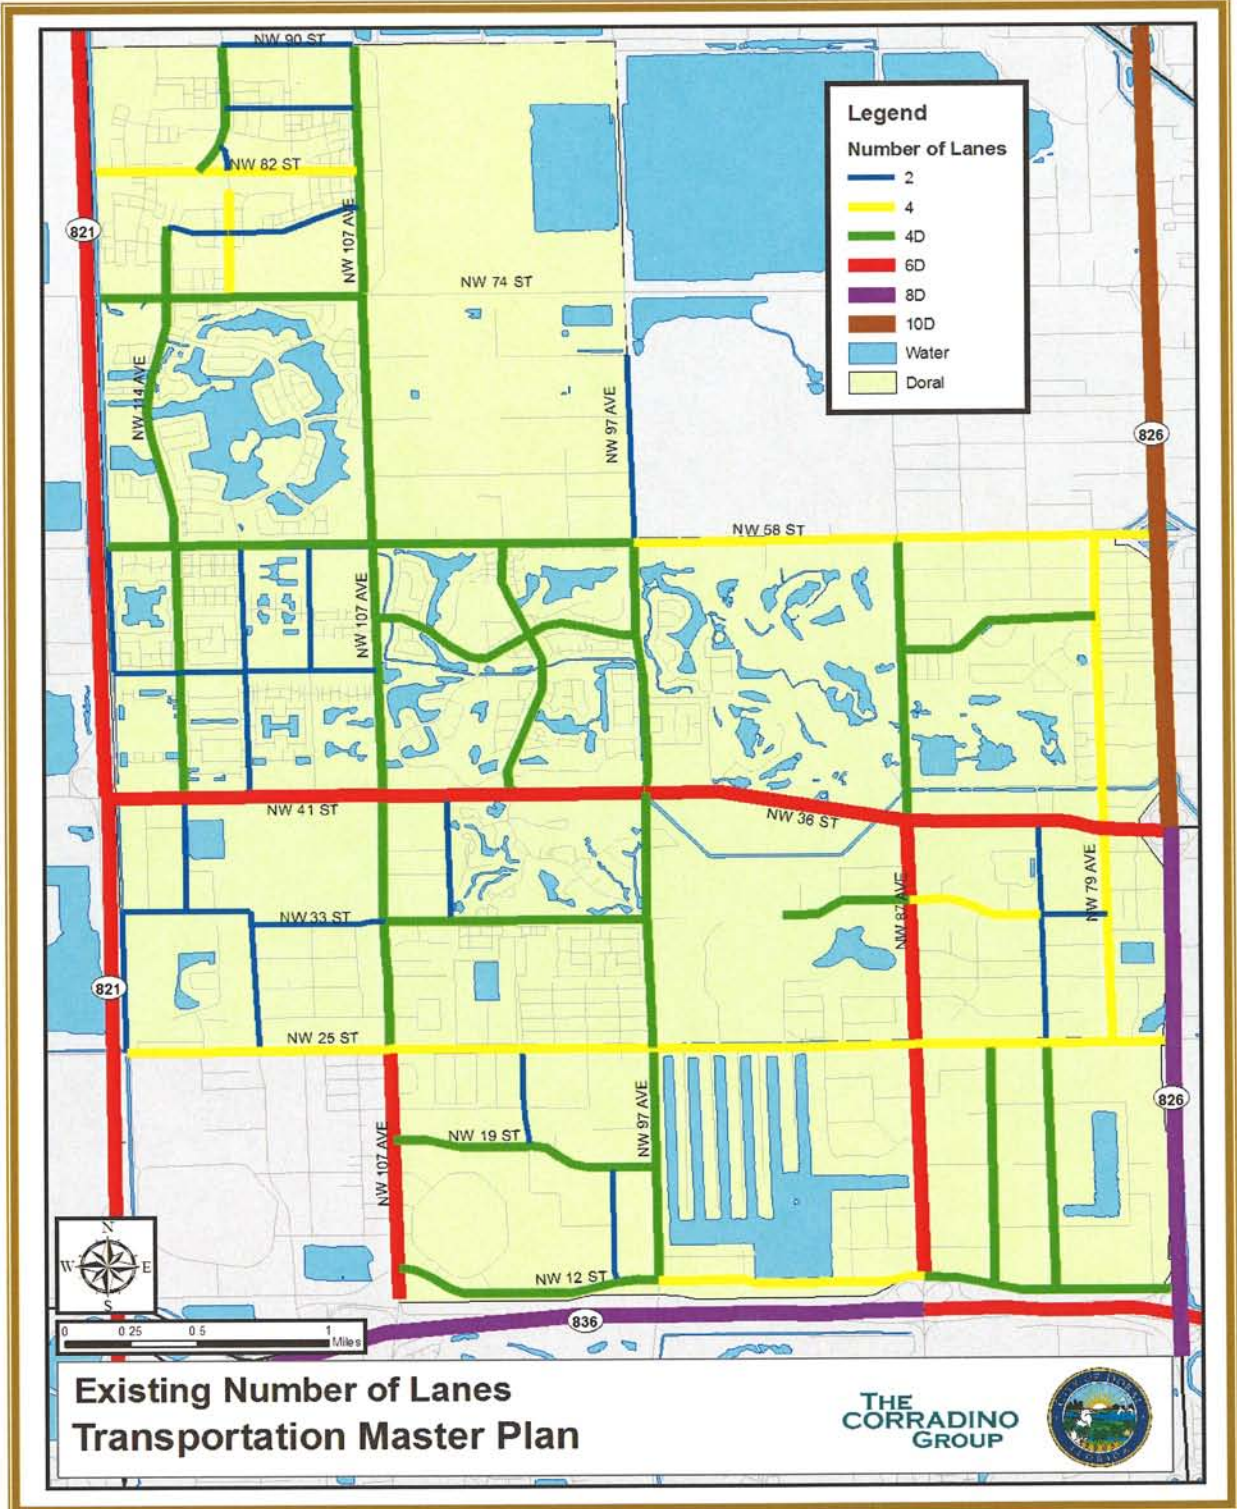 NW 90 ST
NW 82 ST
821
NW 107 AVE
NW 74 ST
Legend
Number of Lanes
2
4
4D
6D
8D
10D
Water
Doral
NW 114 AVE
NW 97 AVE
826
NW 58 ST
NW 107 AVE
NW 41 ST
NW 36 ST
NW 87 AVE
NW 79 AVE
NW 33 ST
821
NW 25 ST
826
NW 97 AVE
NW 19 ST
NW 107 AVE
NW 12 ST
836
N
W E
S
0 0.25 0.5 1
Miles
Existing Number of Lanes
Transportation Master Plan
THE
CORRADINO
GROUP